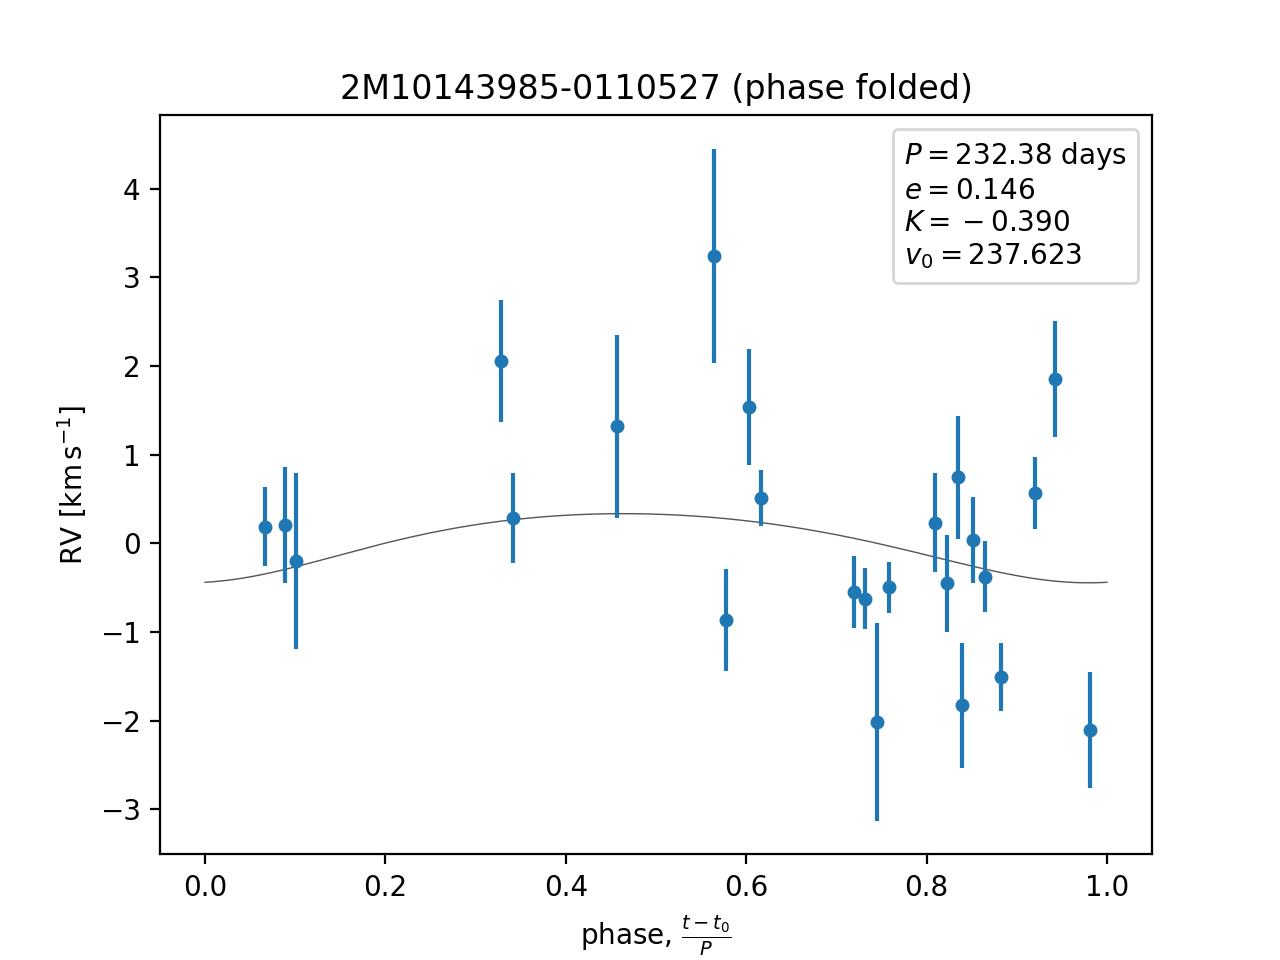 2M10143985-0110527 (phase folded)
P = 232.38 days
e = 0.146
K = −0.390
v₀ = 237.623
RV [km s⁻¹]
4
3
2
1
0
−1
−2
−3
0.0 0.2 0.4 0.6 0.8 1.0
phase, (t − t₀)/P